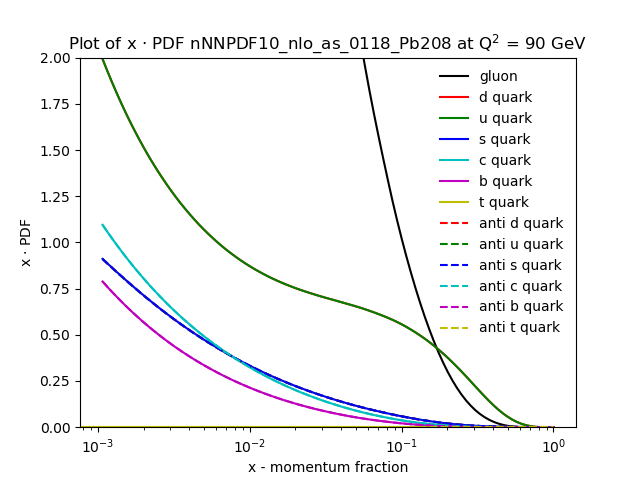 Plot of x · PDF nNNPDF10_nlo_as_0118_Pb208 at Q² = 90 GeV
2.00
1.75
1.50
1.25
1.00
0.75
0.50
0.25
0.00
x · PDF
gluon
d quark
u quark
s quark
c quark
b quark
t quark
anti d quark
anti u quark
anti s quark
anti c quark
anti b quark
anti t quark
10⁻³ 10⁻² 10⁻¹ 10⁰
x - momentum fraction